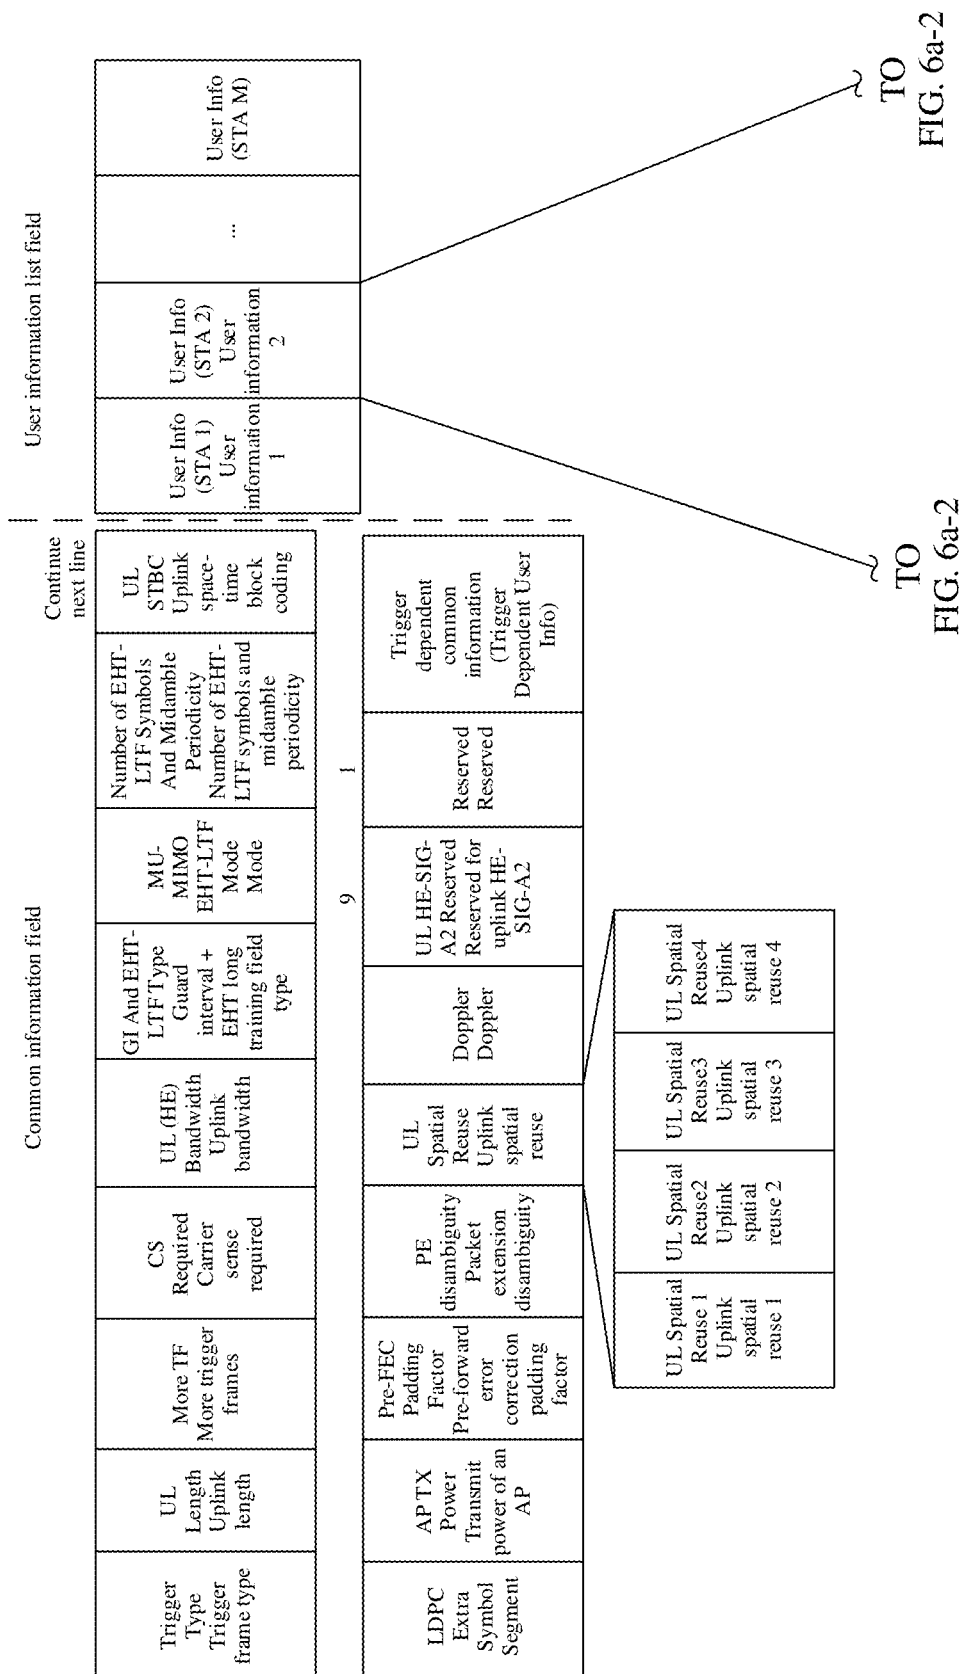 Common information field
User information list field
Continue
next line
Trigger
Type
Trigger
frame type
UL
Length
Uplink
length
More TF
More trigger
frames
CS
Required
Carrier
sense
required
UL (HE)
Bandwidth
Uplink
bandwidth
GI And EHT-
LTF Type
Guard
interval +
EHT long
training field
type
MU-
MIMO
EHT-LTF
Mode
Mode
Number of EHT-
LTF Symbols
And Midamble
Periodicity
Number of EHT-
LTF symbols and
midamble
periodicity
UL
STBC
Uplink
space-
time
block
coding
User Info
(STA 1)
User
information
1
User Info
(STA 2)
User
information
2
...
User Info
(STA M)
9
1
LDPC
Extra
Symbol
Segment
AP TX
Power
Transmit
power of an
AP
Pre-FEC
Padding
Factor
Pre-forward
error
correction
padding
factor
PE
disambiguity
Packet
extension
disambiguity
UL
Spatial
Reuse
Uplink
spatial
reuse
Doppler
Doppler
UL HE-SIG-
A2 Reserved
Reserved for
uplink HE-
SIG-A2
Reserved
Reserved
Trigger
dependent
common
information
(Trigger
Dependent User
Info)
UL Spatial
Reuse 1
Uplink
spatial
reuse 1
UL Spatial
Reuse2
Uplink
spatial
reuse 2
UL Spatial
Reuse3
Uplink
spatial
reuse 3
UL Spatial
Reuse4
Uplink
spatial
reuse 4
TO
FIG. 6a-2
TO
FIG. 6a-2